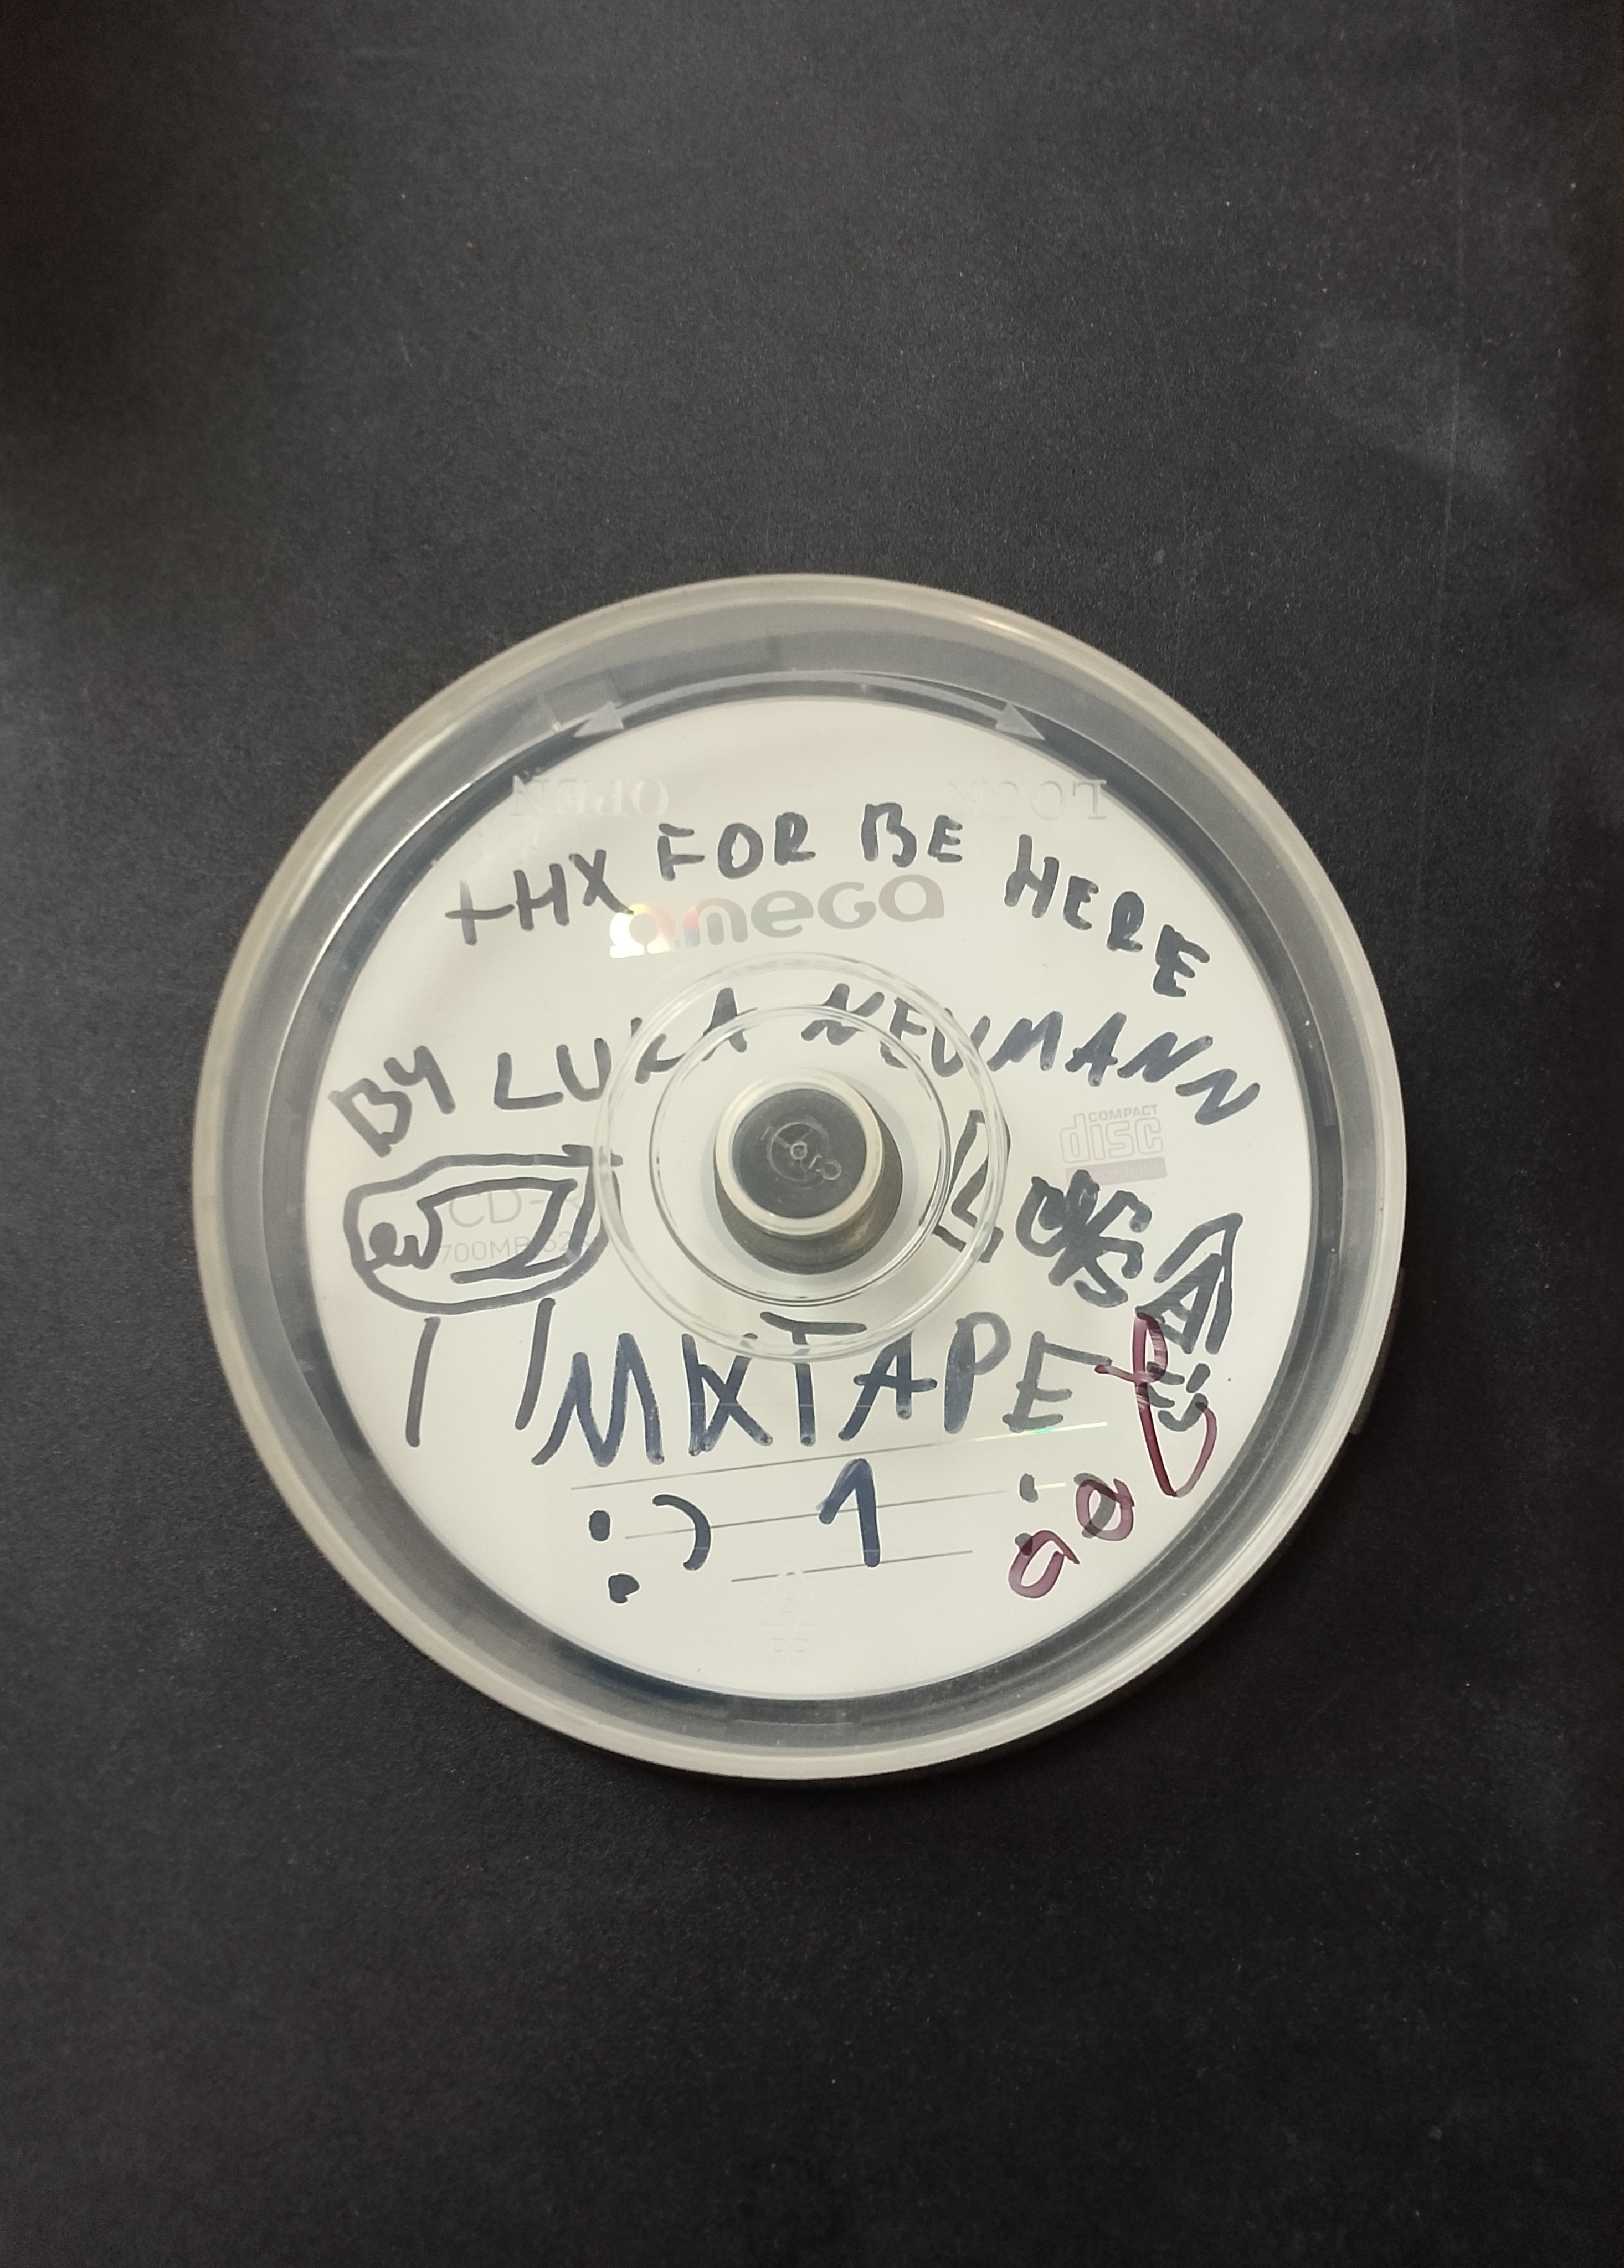 OPEN LOCK
tHX FOR BE HERE
omega
BY LUKA NEUMANN
COMPACT
disc
CD-R
700MB
MIXTAPE
:) 1